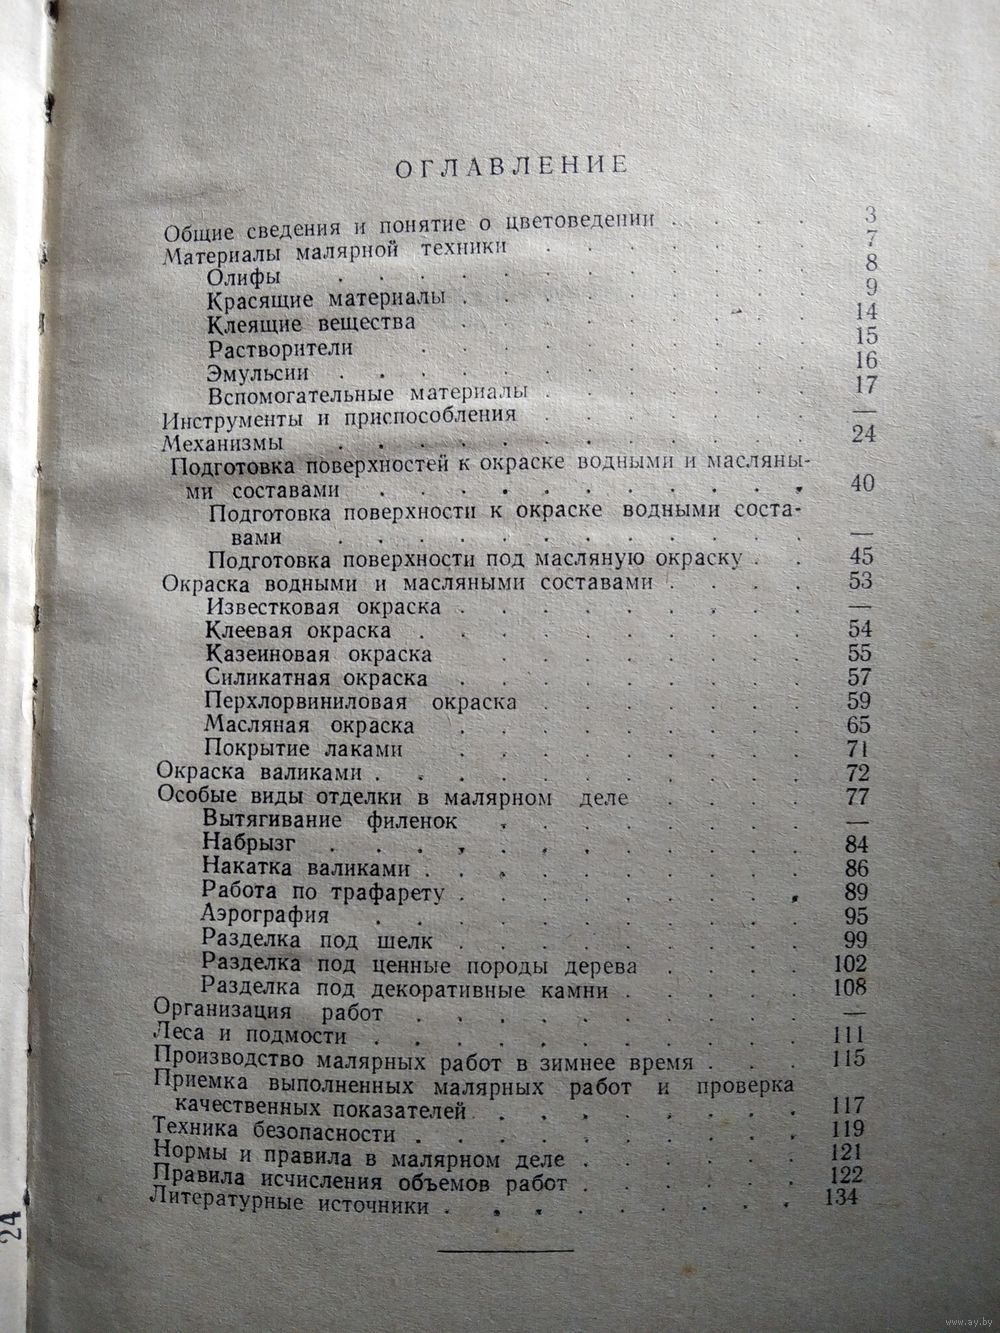 ОГЛАВЛЕНИЕ
Общие сведения и понятие о цветоведении . . . . 3
Материалы малярной техники . . . . . . . 7
Олифы . . . . . . . . . . . . 8
Красящие материалы . . . . . . . . . 9
Клеящие вещества . . . . . . . . . 14
Растворители . . . . . . . . . . 15
Эмульсии . . . . . . . . . . . . 16
Вспомогательные материалы . . . . . . . 17
Инструменты и приспособления . . . . . . . —
Механизмы . . . . . . . . . . . . 24
Подготовка поверхностей к окраске водными и масляны-
ми составами . . . . . . . . . . . 40
Подготовка поверхности к окраске водными соста-
вами . . . . . . . . . . . . —
Подготовка поверхности под масляную окраску . . 45
Окраска водными и масляными составами . . . . 53
Известковая окраска . . . . . . . . . —
Клеевая окраска . . . . . . . . . . 54
Казеиновая окраска . . . . . . . . 55
Силикатная окраска . . . . . . . . . 57
Перхлорвиниловая окраска . . . . . . . 59
Масляная окраска . . . . . . . . . 65
Покрытие лаками . . . . . . . . . 71
Окраска валиками . . . . . . . . . . . 72
Особые виды отделки в малярном деле . . . . 77
Вытягивание филенок . . . . . . . . —
Набрызг . . . . . . . . . . . . 84
Накатка валиками . . . . . . . . . . 86
Работа по трафарету . . . . . . . . . 89
Аэрография . . . . . . . . . . . 95
Разделка под шелк . . . . . . . . . 99
Разделка под ценные породы дерева . . . . 102
Разделка под декоративные камни . . . . . 108
Организация работ . . . . . . . . . . —
Леса и подмости . . . . . . . . . . . 111
Производство малярных работ в зимнее время . . . 115
Приемка выполненных малярных работ и проверка
качественных показателей . . . . . . . . 117
Техника безопасности . . . . . . . . . . 119
Нормы и правила в малярном деле . . . . . . 121
Правила исчисления объемов работ . . . . . . 122
Литературные источники . . . . . . . . . 134
24
www.ay.by